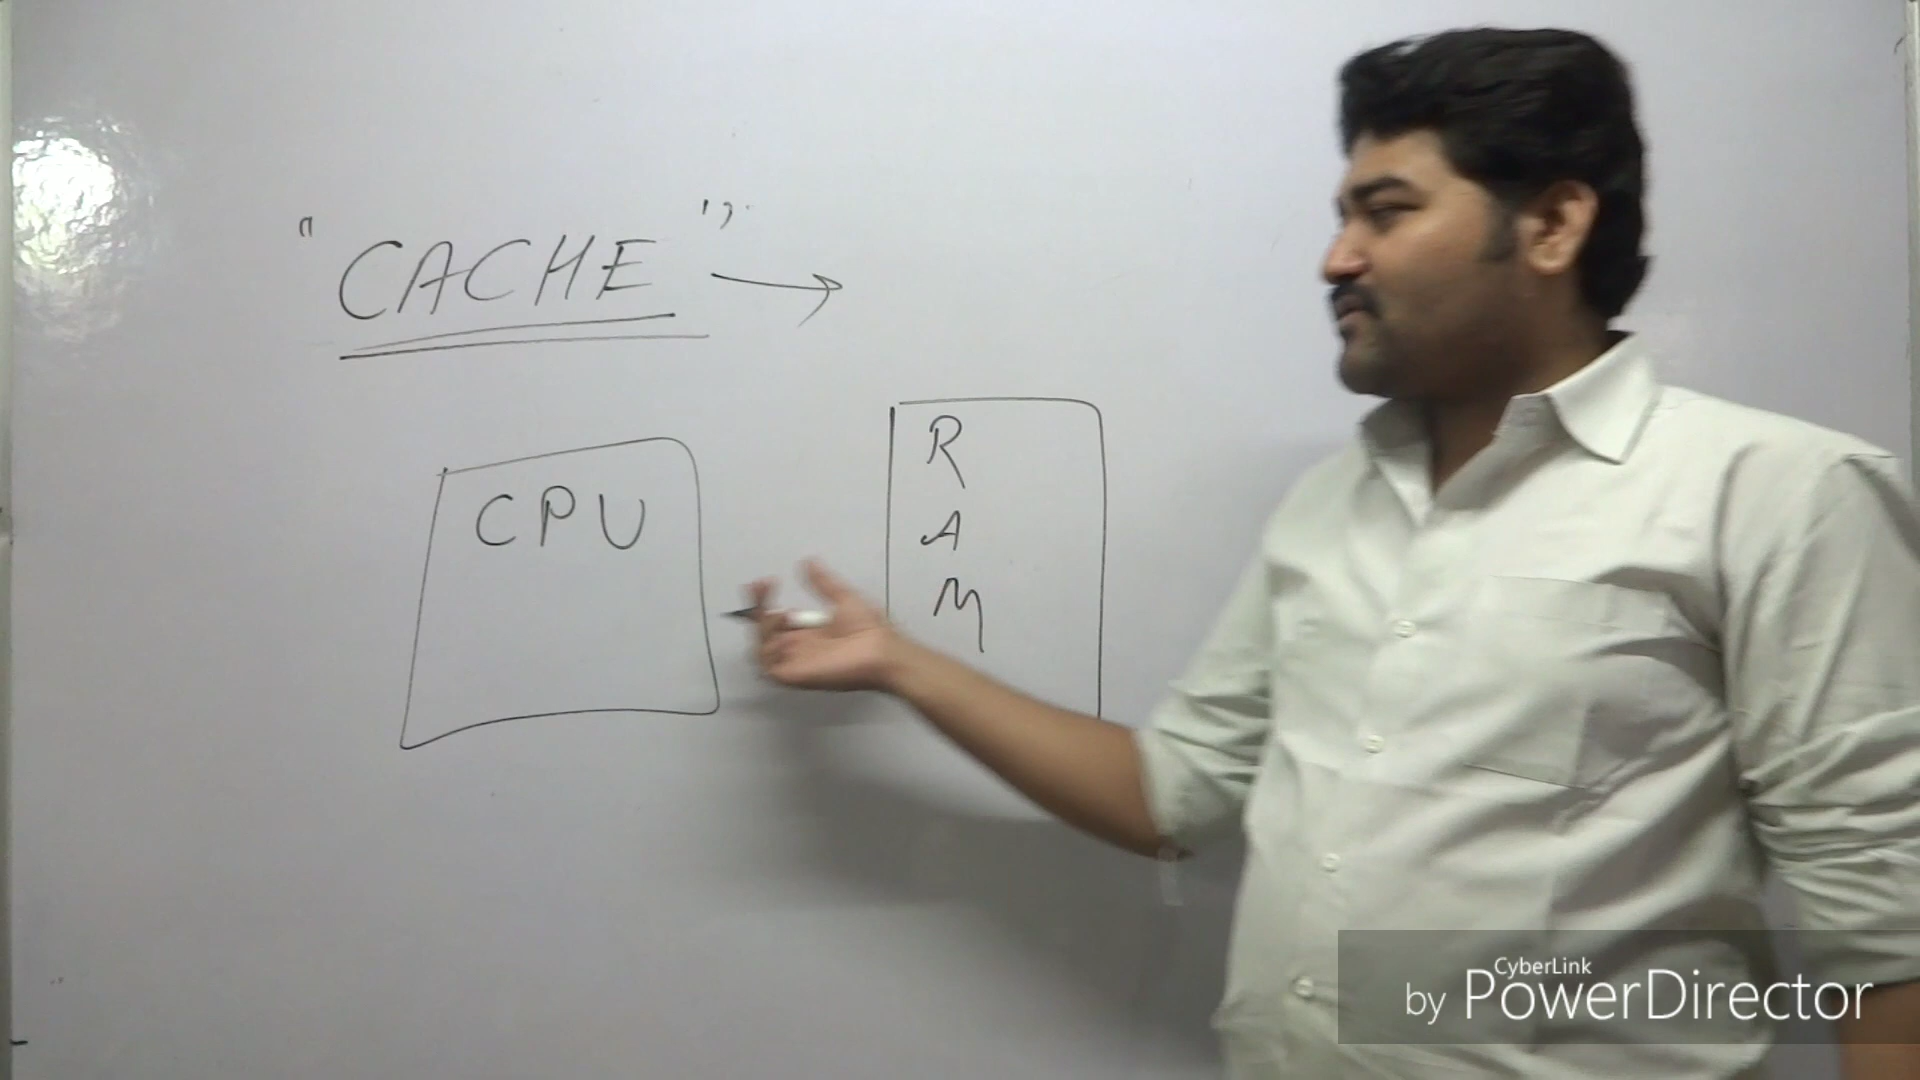 "CACHE" →
CPU
R
A
M
CyberLink
by PowerDirector